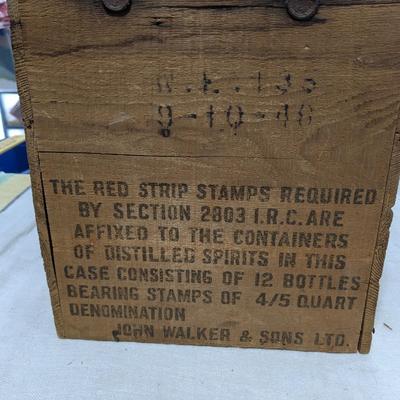 9-10-46
THE RED STRIP STAMPS REQUIRED
BY SECTION 2803 I.R.C. ARE
AFFIXED TO THE CONTAINERS
OF DISTILLED SPIRITS IN THIS
CASE CONSISTING OF 12 BOTTLES
BEARING STAMPS OF 4/5 QUART
DENOMINATION
JOHN WALKER & SONS LTD.